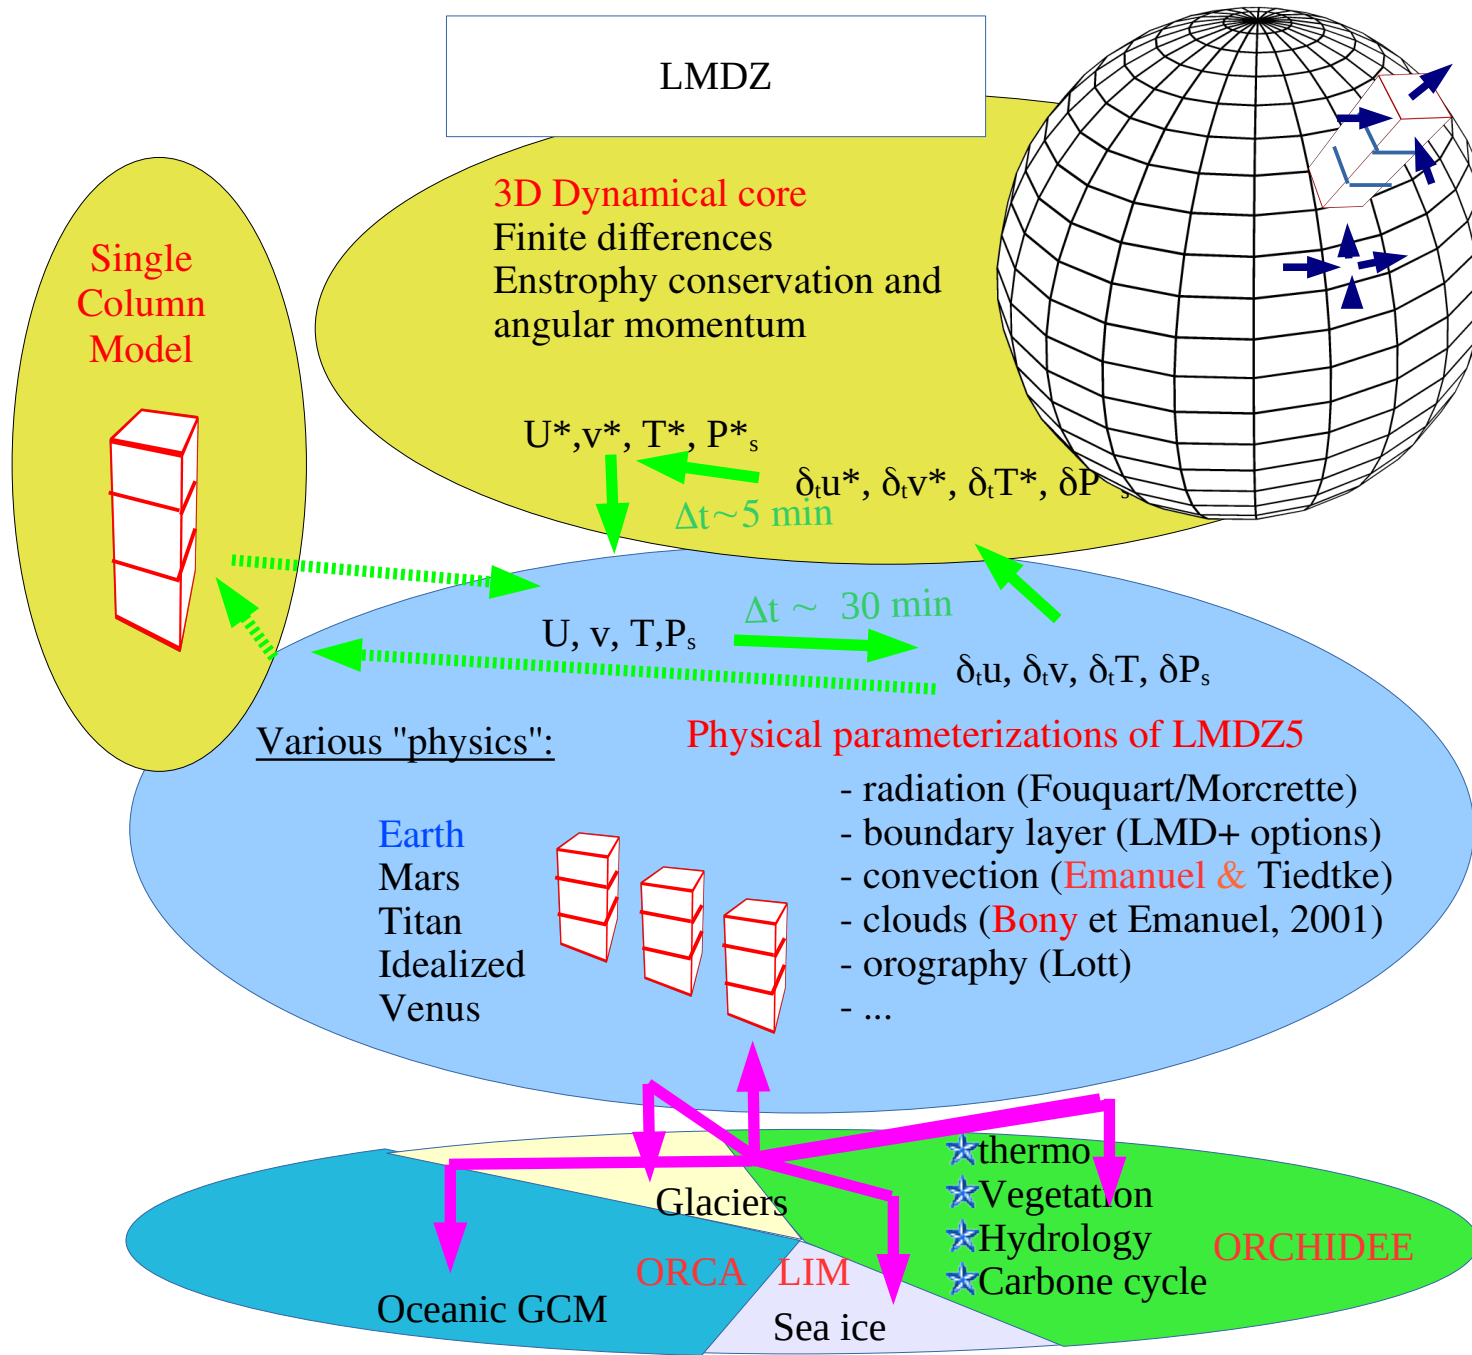 LMDZ
3D Dynamical core
Finite differences
Enstrophy conservation and
angular momentum
Single
Column
Model
U*,v*, T*, P*ₛ
δₜu*, δₜv*, δₜT*, δP*ₛ
Δt~5 min
Δt ~ 30 min
U, v, T,Pₛ
δₜu, δₜv, δₜT, δPₛ
Various "physics":
Earth
Mars
Titan
Idealized
Venus
Physical parameterizations of LMDZ5
- radiation (Fouquart/Morcrette)
- boundary layer (LMD+ options)
- convection (Emanuel & Tiedtke)
- clouds (Bony et Emanuel, 2001)
- orography (Lott)
- ...
thermo
Vegetation
Hydrology
Carbone cycle
ORCHIDEE
Glaciers
ORCA
LIM
Oceanic GCM
Sea ice